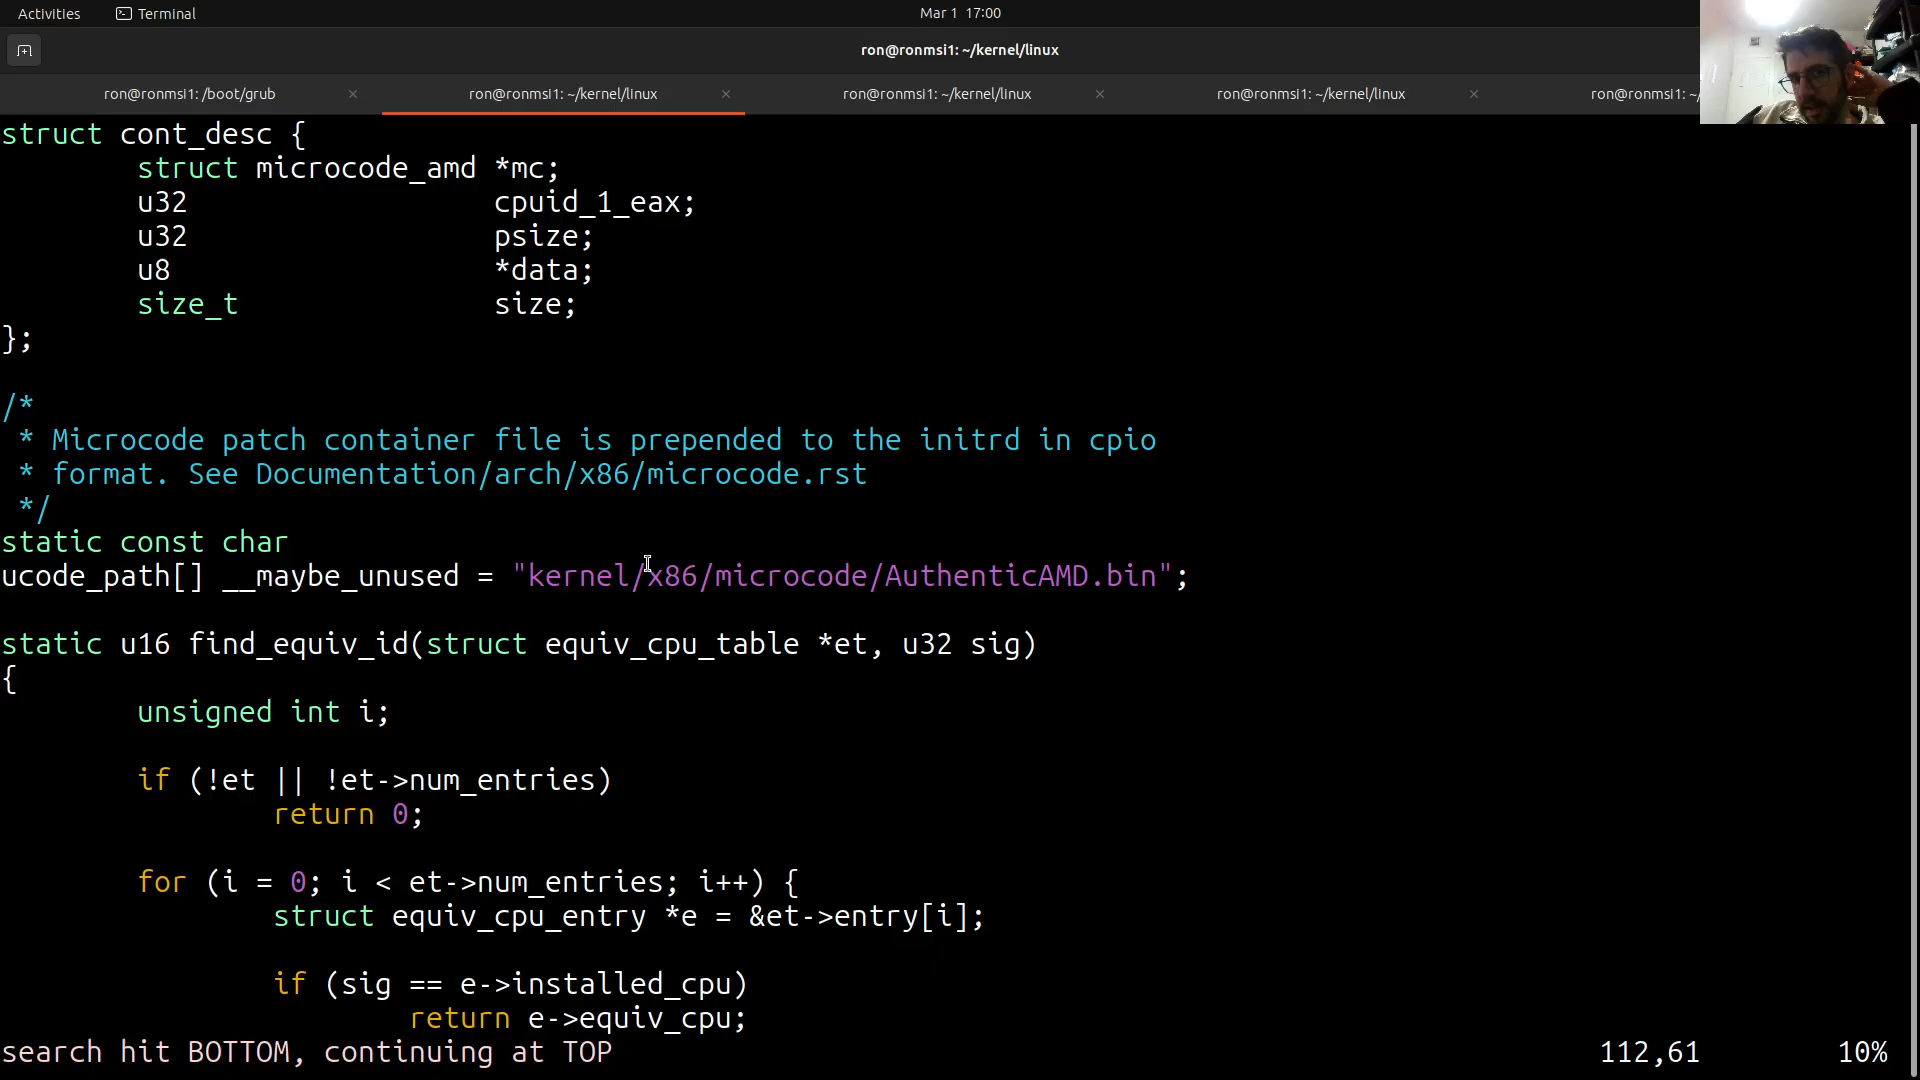 Activities Terminal Mar 1 17:00
ron@ronmsi1: ~/kernel/linux
ron@ronmsi1: /boot/grub × ron@ronmsi1: ~/kernel/linux × ron@ronmsi1: ~/kernel/linux × ron@ronmsi1: ~/kernel/linux × ron@ronmsi1: ~/
struct cont_desc {
        struct microcode_amd *mc;
        u32                  cpuid_1_eax;
        u32                  psize;
        u8                   *data;
        size_t               size;
};
/*
 * Microcode patch container file is prepended to the initrd in cpio
 * format. See Documentation/arch/x86/microcode.rst
 */
static const char
ucode_path[] __maybe_unused = "kernel/x86/microcode/AuthenticAMD.bin";
static u16 find_equiv_id(struct equiv_cpu_table *et, u32 sig)
{
        unsigned int i;
        if (!et || !et->num_entries)
                return 0;
        for (i = 0; i < et->num_entries; i++) {
                struct equiv_cpu_entry *e = &et->entry[i];
                if (sig == e->installed_cpu)
                        return e->equiv_cpu;
search hit BOTTOM, continuing at TOP 112,61 10%